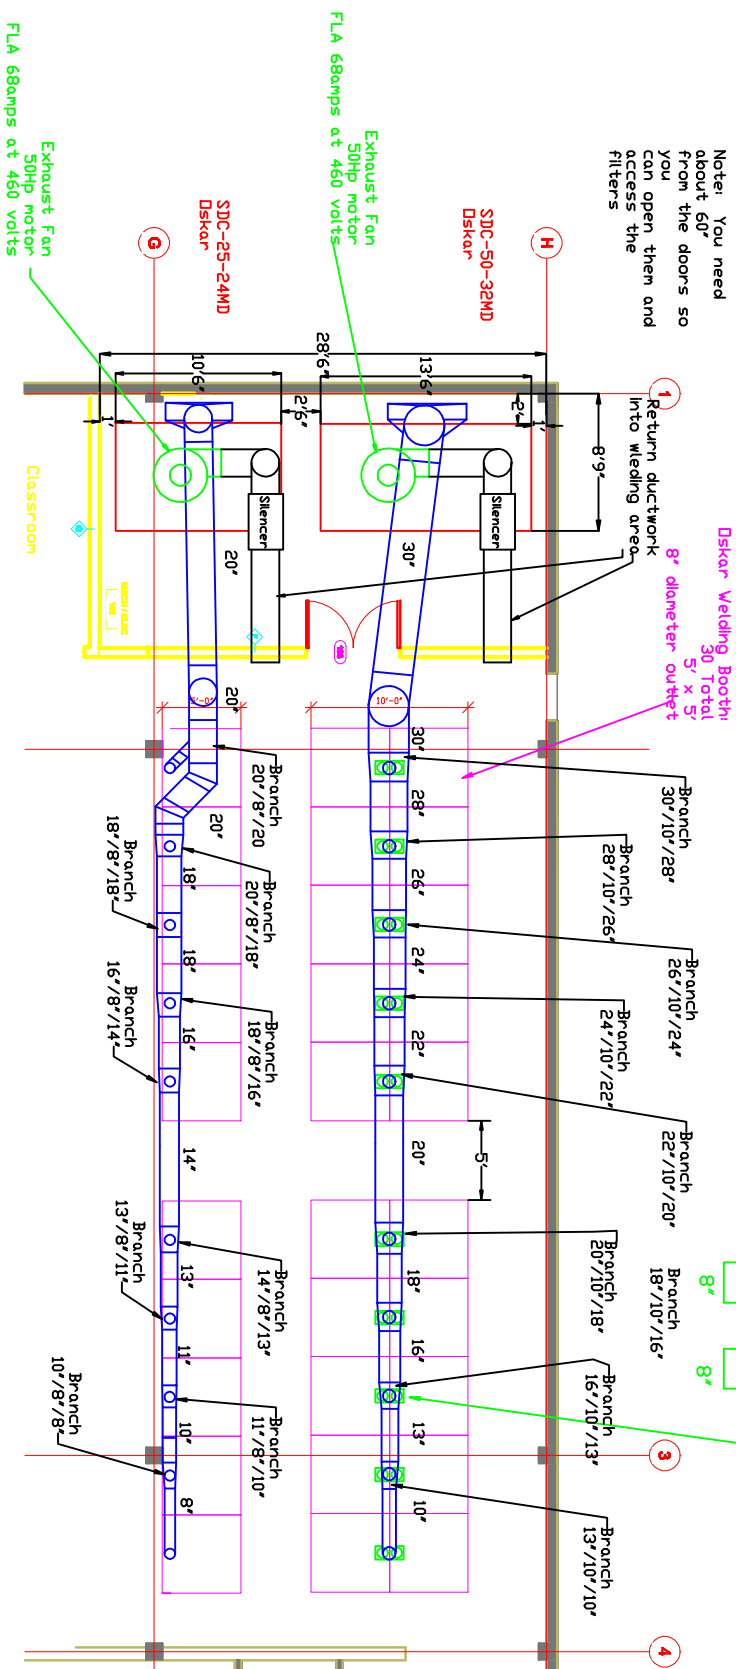 Note: You need
about 60"
from the doors so
you
can open them and
access the
filters
Exhaust Fan
50Hp motor
FLA 68amps at 460 volts
Exhaust Fan
50Hp motor
FLA 68amps at 460 volts
SDC-50-32MD
Oskar
SDC-25-24MD
Oskar
H
G
1
3
4
28'6"
13'6"
10'6"
2'6"
2'
1'
1'
8'9"
Return ductwork
into wleding area
Silencer
Silencer
Classroom
Oskar Welding Booth:
30 Total
5' x 5'
8" diameter outlet
10'-0"
5'-0"
30"
30"
28"
26"
24"
22"
20"
18"
16"
13"
10"
5'
Branch
30"/10"/28"
Branch
28"/10"/26"
Branch
26"/10"/24"
Branch
24"/10"/22"
Branch
22"/10"/20"
Branch
20"/10"/18"
Branch
18"/10"/16"
Branch
16"/10"/13"
Branch
13"/10"/10"
8"
8"
20"
20"
20"
18"
18"
16"
14"
13"
11"
10"
8"
Branch
20"/8"/20
Branch
20"/8"/18"
Branch
18"/8"/18"
Branch
18"/8"/16"
Branch
16"/8"/14"
Branch
14"/8"/13"
Branch
13"/8"/11"
Branch
11"/8"/10"
Branch
10"/8"/8"